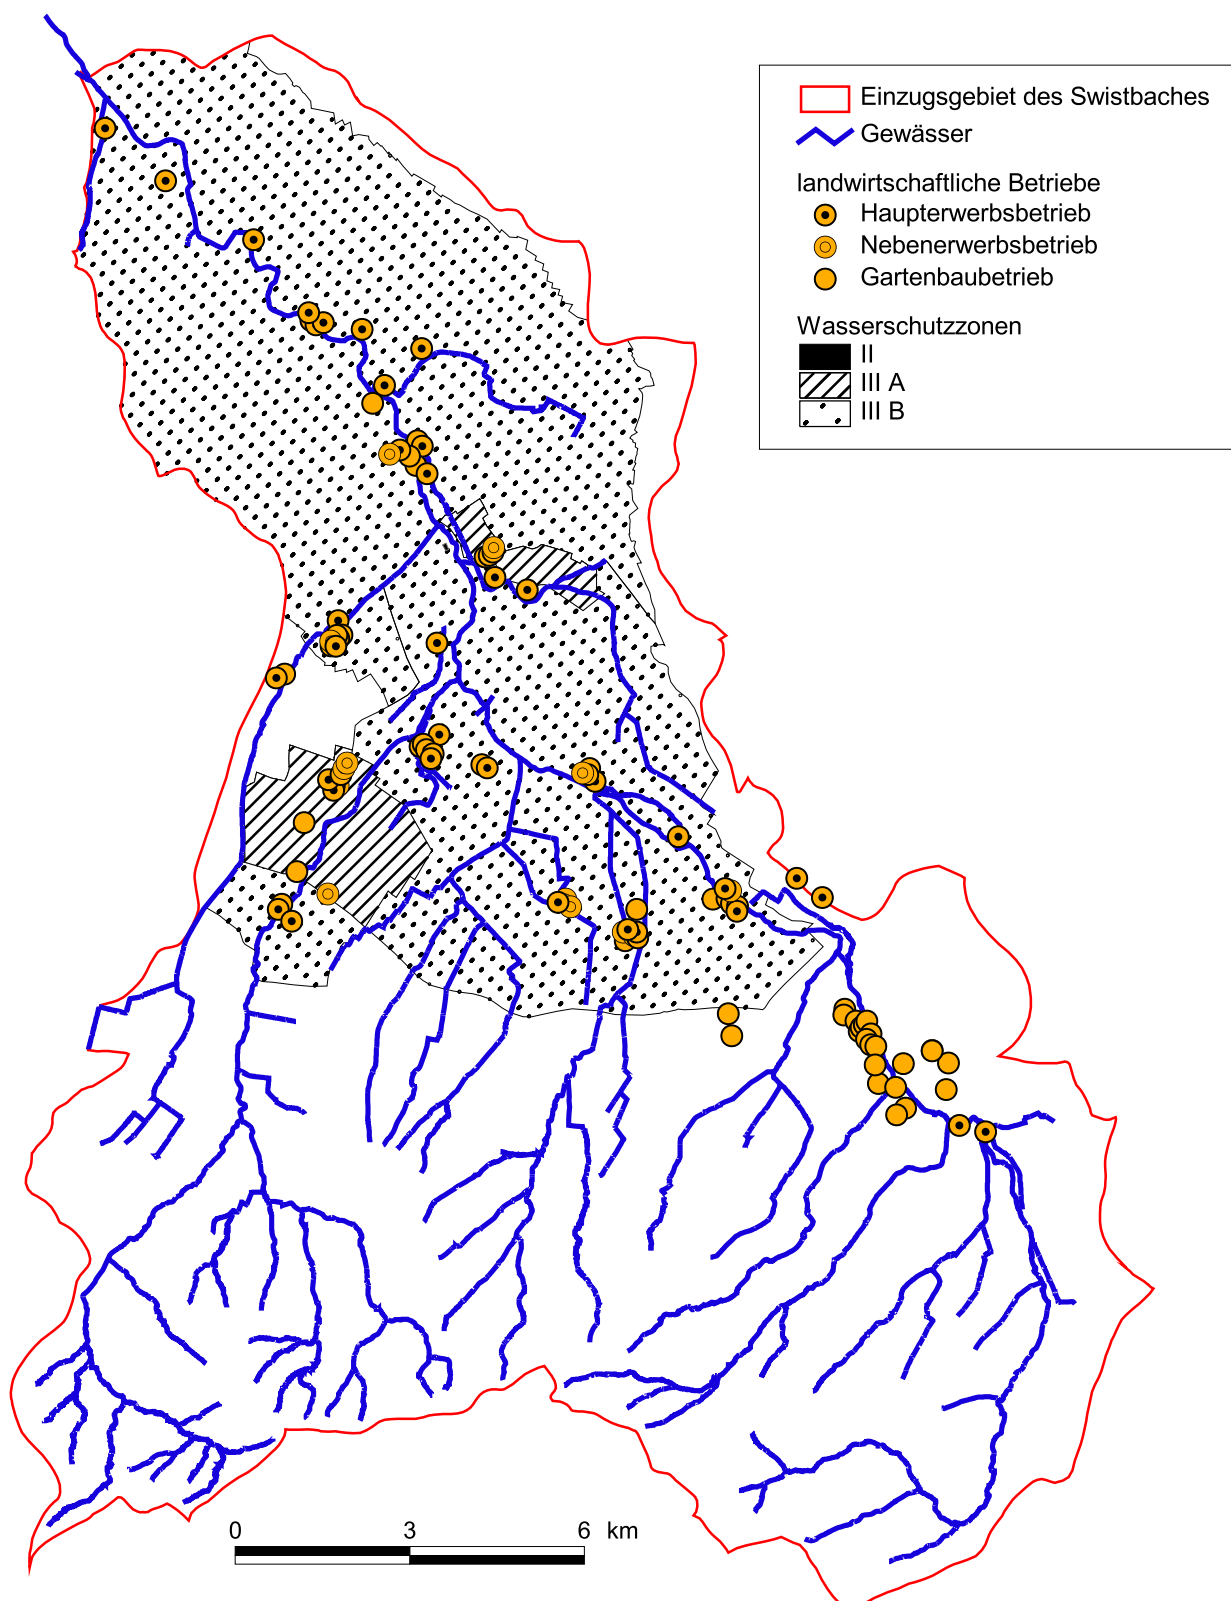 Einzugsgebiet des Swistbaches
Gewässer
landwirtschaftliche Betriebe
Haupterwerbsbetrieb
Nebenerwerbsbetrieb
Gartenbaubetrieb
Wasserschutzzonen
II
III A
III B
0 3 6 km